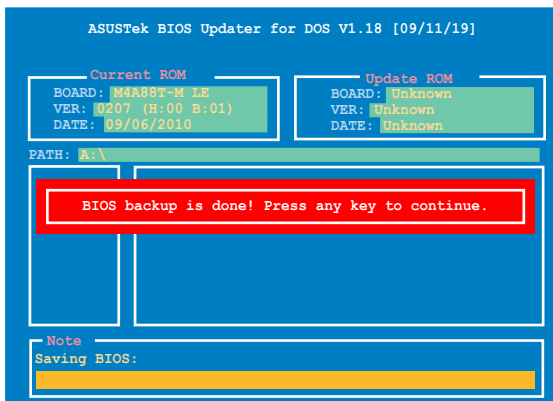 ASUSTek BIOS Updater for DOS V1.18 [09/11/19]
Current ROM
BOARD: M4A88T-M LE
VER: 0207 (H:00 B:01)
DATE: 09/06/2010
Update ROM
BOARD: Unknown
VER: Unknown
DATE: Unknown
PATH: A:\
BIOS backup is done! Press any key to continue.
Note
Saving BIOS: